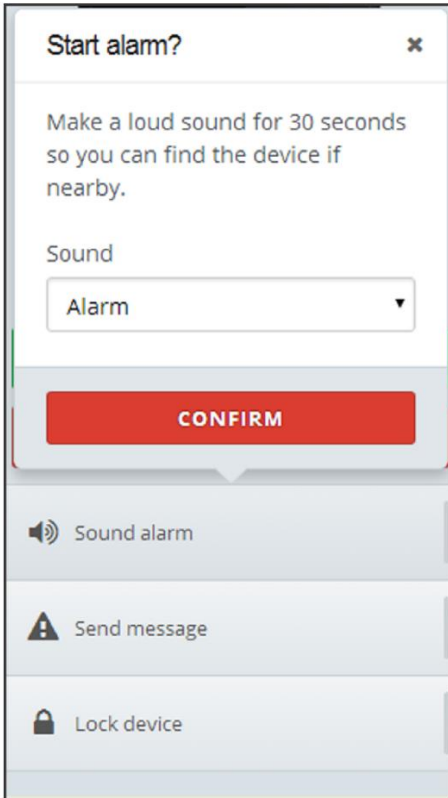 Start alarm?
Make a loud sound for 30 seconds
so you can find the device if
nearby.
Sound
Alarm
CONFIRM
Sound alarm
Send message
Lock device